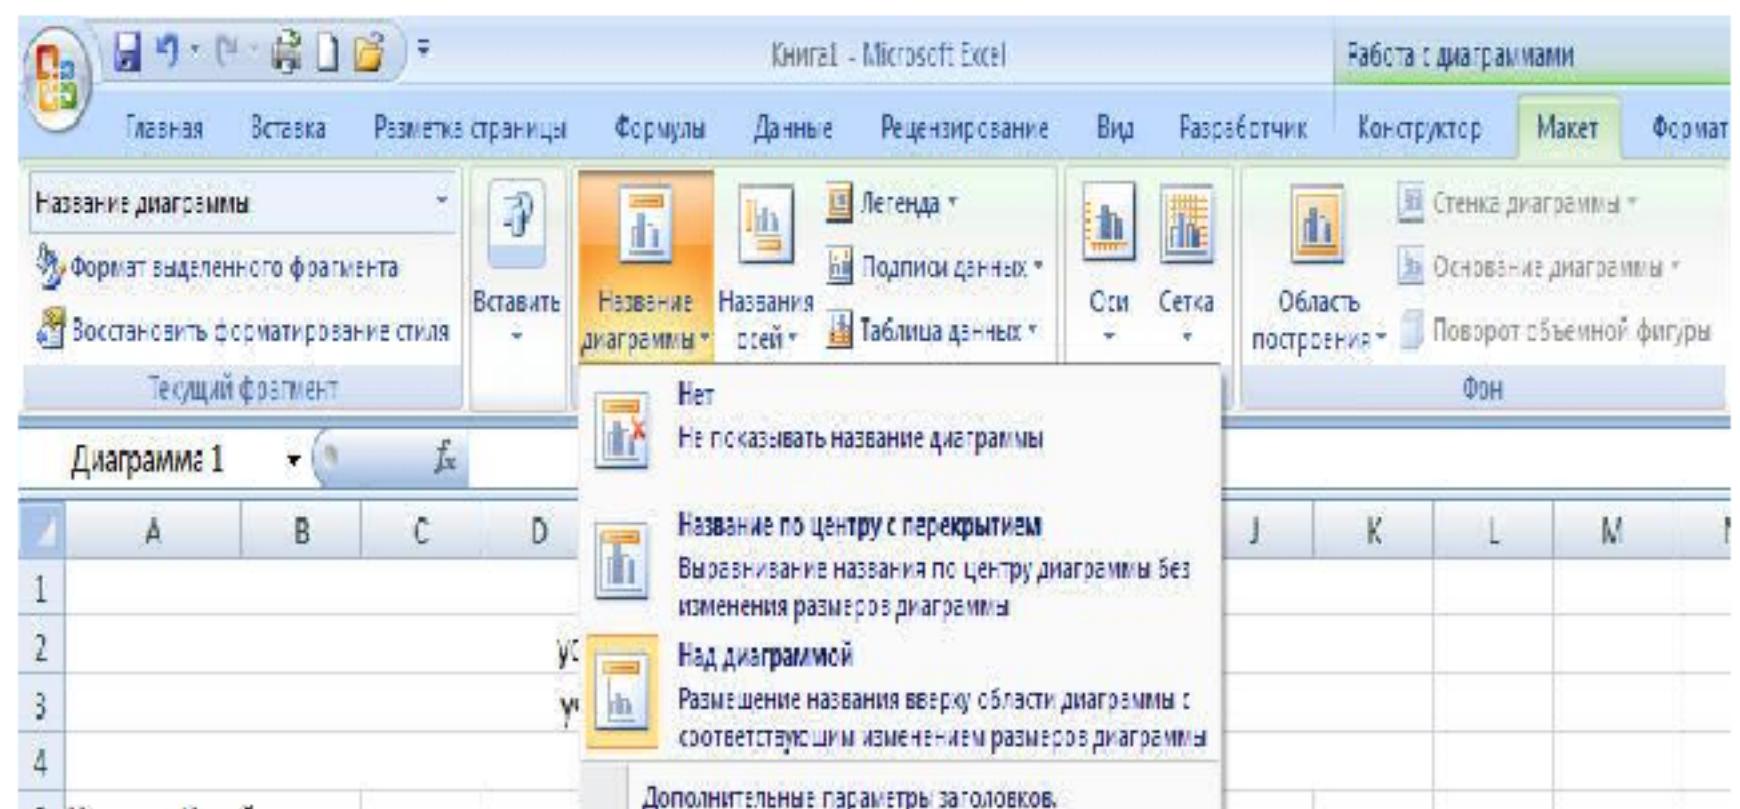 Книга1 - Microsoft Excel
Работа с диаграммами
Главная Вставка Разметка страницы Формулы Данные Рецензирование Вид Разработчик Конструктор Макет Формат
Название диаграммы
Формат выделенного фрагмента
Восстановить форматирование стиля
Текущий фрагмент
Вставить
Название
диаграммы
Названия
осей
Легенда
Подписи данных
Таблица данных
Оси
Сетка
Область
построения
Стенка диаграммы
Основание диаграммы
Поворот объемной фигуры
Фон
Диаграмма 1
fx
Нет
Не показывать название диаграммы
Название по центру с перекрытием
Выравнивание названия по центру диаграммы без
изменения размеров диаграммы
Над диаграммой
Размещение названия вверху области диаграммы с
соответствующим изменением размеров диаграммы
Дополнительные параметры заголовков.
A B C D J K L M
1
2 ус
3
4